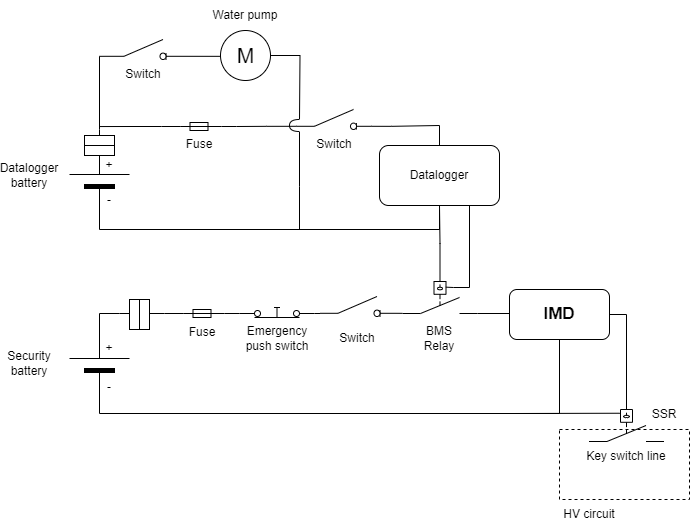 Water pump
M
Switch
Fuse
Switch
Datalogger
battery
+
-
Datalogger
Security
battery
+
-
Fuse
Emergency
push switch
Switch
BMS
Relay
IMD
SSR
Key switch line
HV circuit